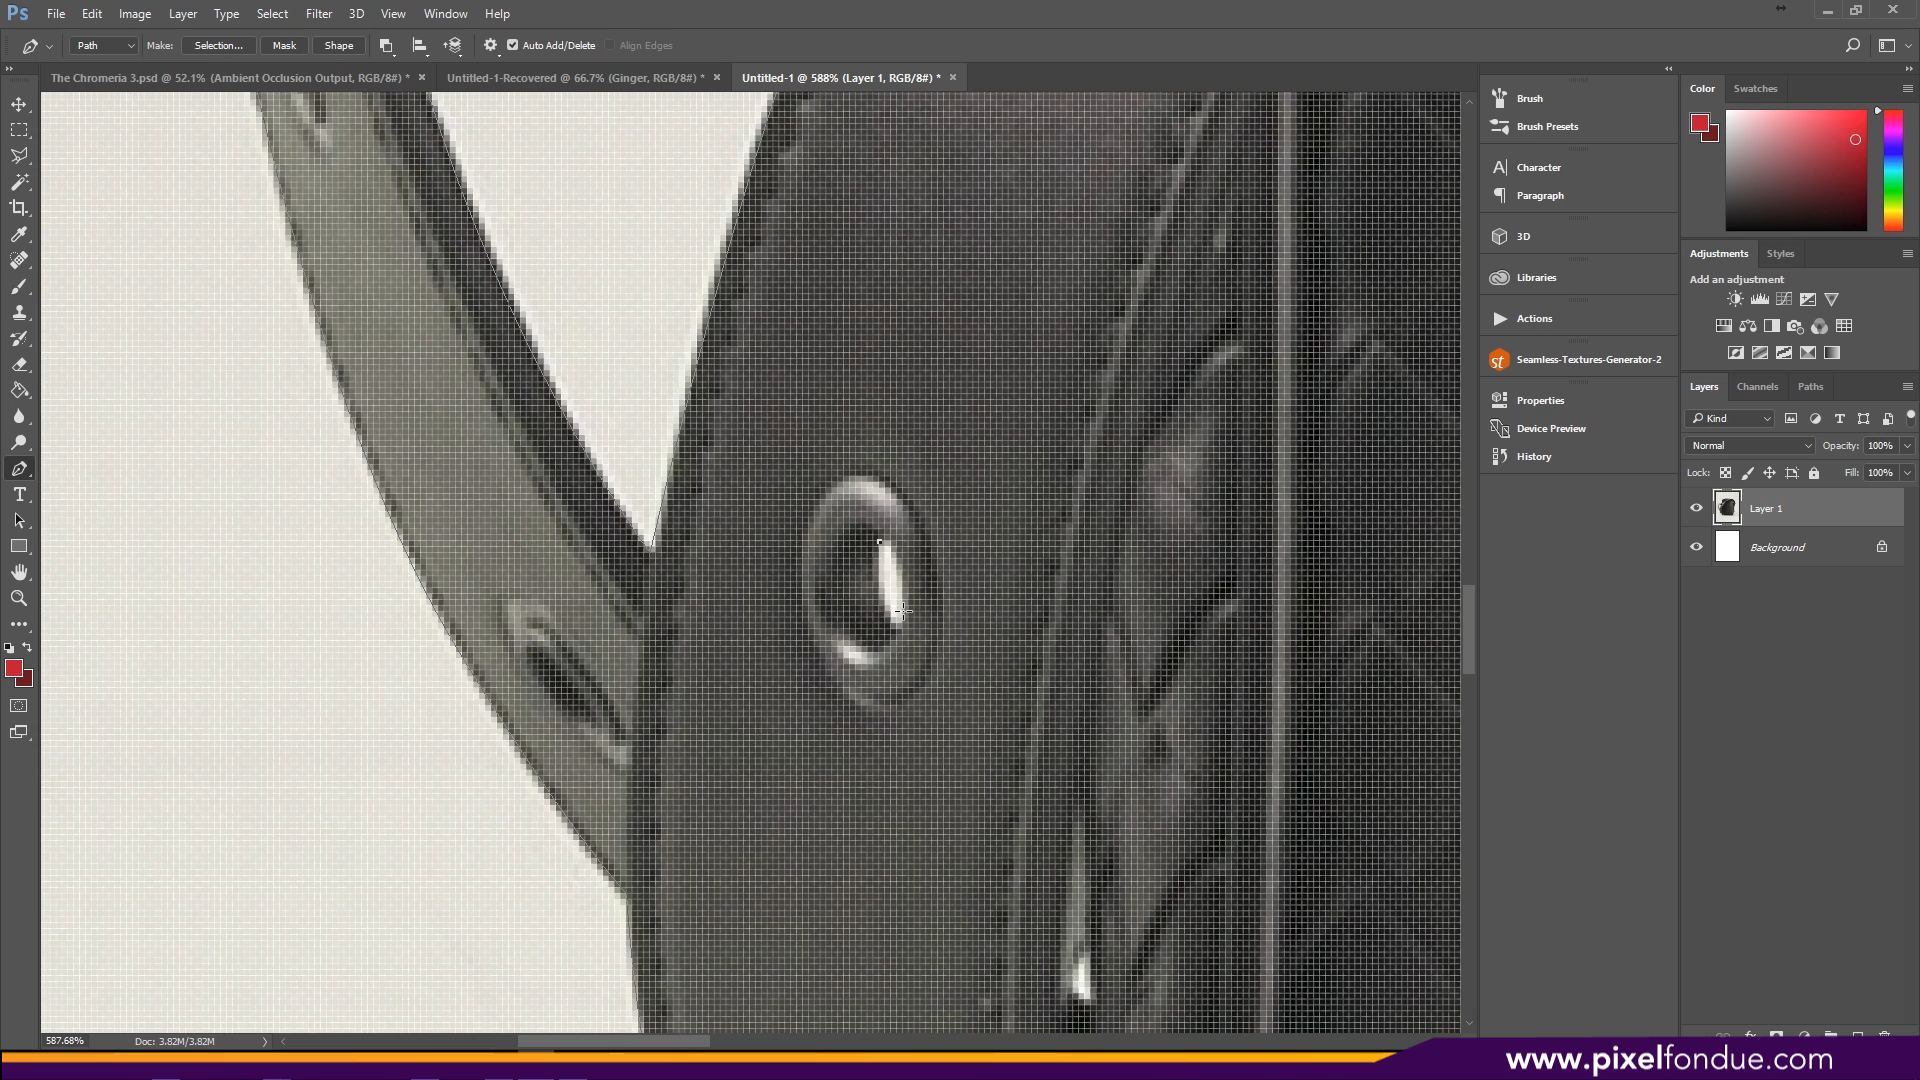 Ps File Edit Image Layer Type Select Filter 3D View Window Help
Path Make: Selection... Mask Shape Auto Add/Delete Align Edges
The Chromeria 3.psd @ 52.1% (Ambient Occlusion Output, RGB/8#) * × Untitled-1-Recovered @ 66.7% (Ginger, RGB/8#) * × Untitled-1 @ 588% (Layer 1, RGB/8#) * ×
Brush
Brush Presets
Character
Paragraph
3D
Libraries
Actions
st Seamless-Textures-Generator-2
Properties
Device Preview
History
Color Swatches
Adjustments Styles
Add an adjustment
Layers Channels Paths
Kind
Normal Opacity: 100%
Lock: Fill: 100%
Layer 1
Background
587.68% Doc: 3.82M/3.82M
www.pixelfondue.com